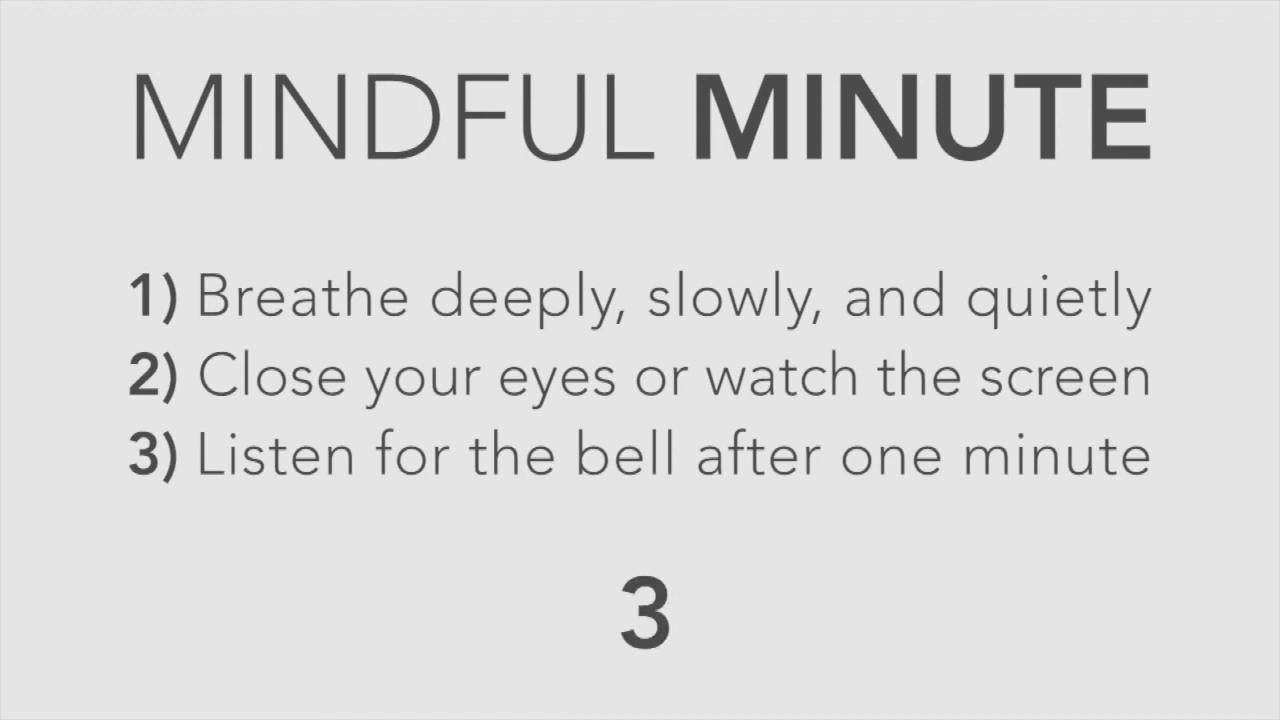 MINDFUL MINUTE
1) Breathe deeply, slowly, and quietly
2) Close your eyes or watch the screen
3) Listen for the bell after one minute
3